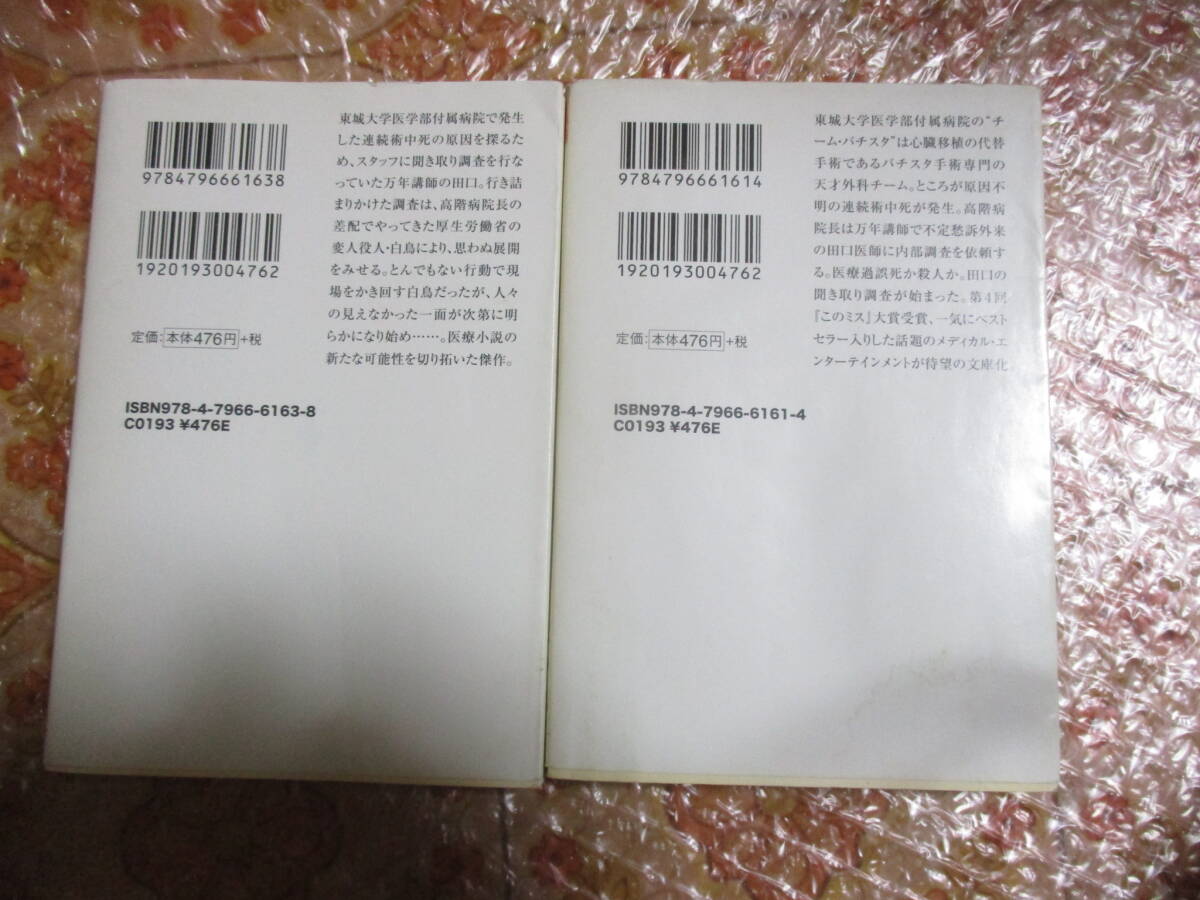 9784796661638
1920193004762
定価：本体476円＋税
ISBN978-4-7966-6163-8
C0193 ¥476E
東城大学医学部付属病院で発生
した連続術中死の原因を探るた
め、スタッフに聞き取り調査を行な
っていた万年講師の田口。行き詰
まりかけた調査は、高階病院長の
差配でやってきた厚生労働省の
変人役人・白鳥により、思わぬ展開
をみせる。とんでもない行動で現
場をかき回す白鳥だったが、人々
の見えなかった一面が次第に明
らかになり始め……。医療小説の
新たな可能性を切り拓いた傑作。
9784796661614
1920193004762
定価：本体476円＋税
ISBN978-4-7966-6161-4
C0193 ¥476E
東城大学医学部付属病院の“チ
ーム・バチスタ”は心臓移植の代替
手術であるバチスタ手術専門の
天才外科チーム。ところが原因不
明の連続術中死が発生。高階病
院長は万年講師で不定愁訴外来
の田口医師に内部調査を依頼す
る。医療過誤死か殺人か。田口の
聞き取り調査が始まった。第4回
『このミス』大賞受賞、一気にベスト
セラー入りした話題のメディカル・エ
ンターテインメントが待望の文庫化